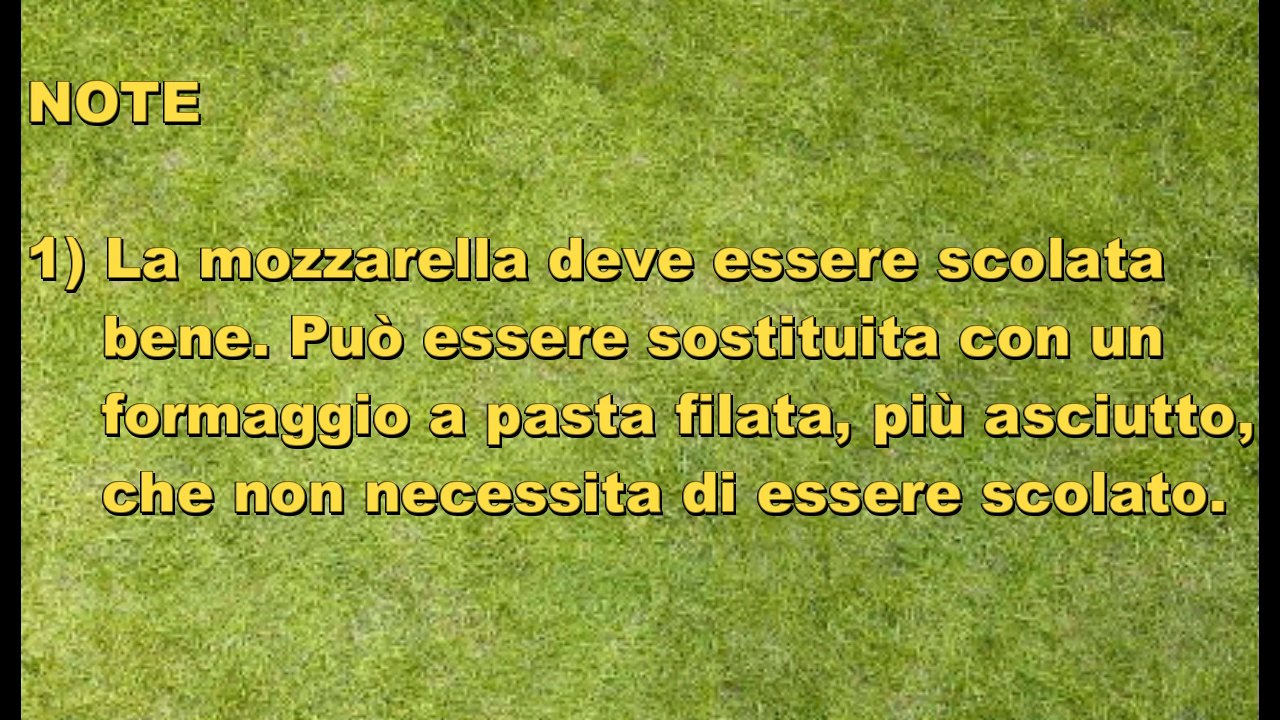 NOTE
1) La mozzarella deve essere scolata
bene. Può essere sostituita con un
formaggio a pasta filata, più asciutto,
che non necessita di essere scolato.